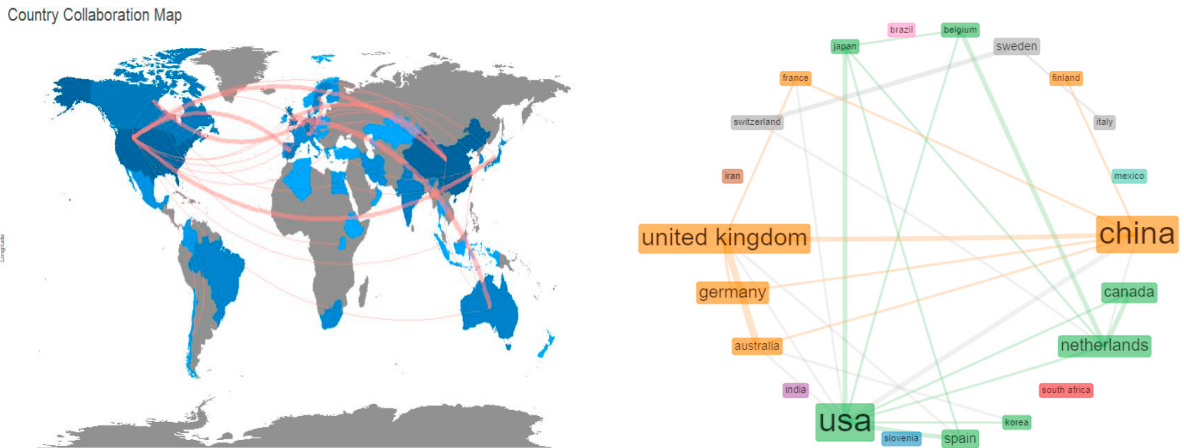 Country Collaboration Map
Longitude
brazil
belgium
japan
sweden
france
finland
switzerland
italy
iran
mexico
united kingdom
china
germany
canada
australia
netherlands
india
south africa
usa
korea
slovenia
spain